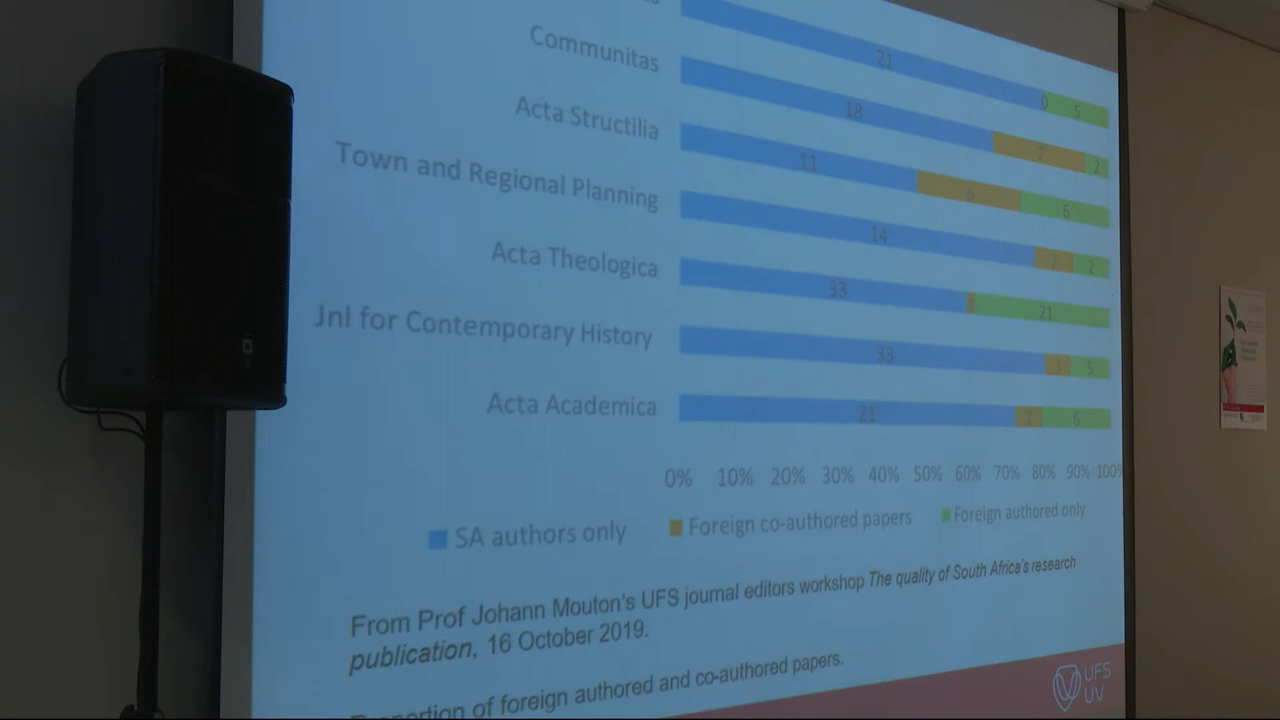 21 0 5
Communitas 18 7 2
Acta Structilia 11 6 6
Town and Regional Planning 14 2
Acta Theologica 33 21
Jnl for Contemporary History 33 5
Acta Academica 21 2 6
0% 10% 20% 30% 40% 50% 60% 70% 80% 90% 100%
SA authors only Foreign co-authored papers Foreign authored only
From Prof Johann Mouton's UFS journal editors workshop The quality of South Africa's research
publication, 16 October 2019.
of foreign authored and co-authored papers.
UFS
UV